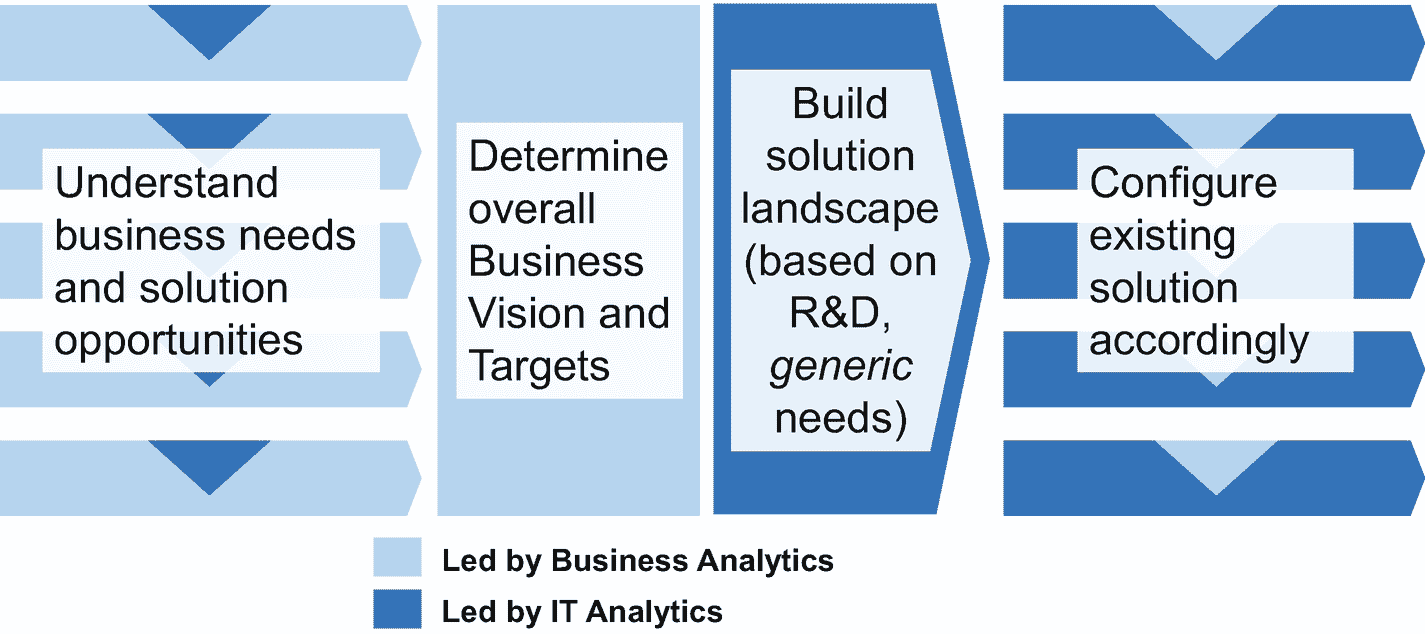 Understand
business needs
and solution
opportunities
Determine
overall
Business
Vision and
Targets
Build
solution
landscape
(based on
R&D,
generic
needs)
Configure
existing
solution
accordingly
Led by Business Analytics
Led by IT Analytics